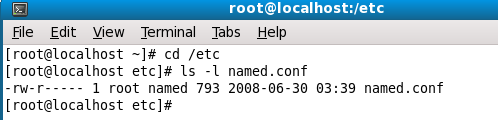 root@localhost:/etc
File Edit View Terminal Tabs Help
[root@localhost ~]# cd /etc
[root@localhost etc]# ls -l named.conf
-rw-r----- 1 root named 793 2008-06-30 03:39 named.conf
[root@localhost etc]#